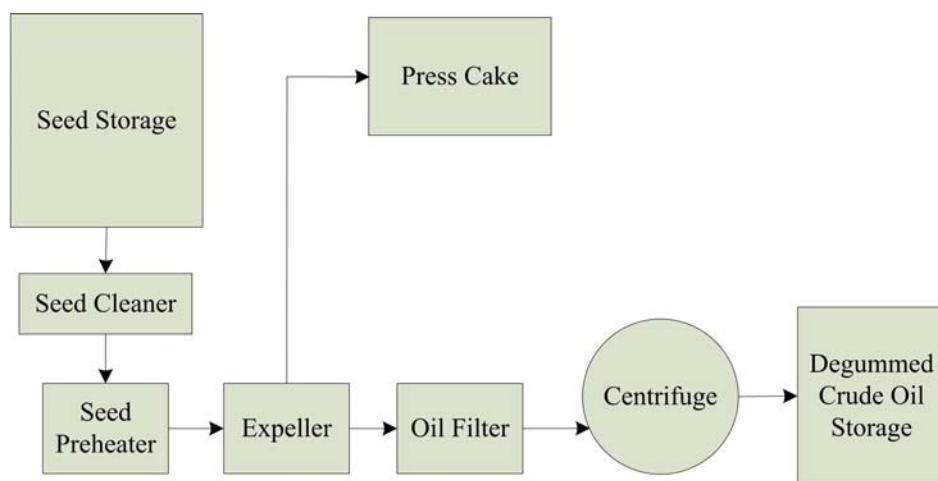 Seed Storage
Press Cake
Seed Cleaner
Seed
Preheater
Expeller
Oil Filter
Centrifuge
Degummed
Crude Oil
Storage